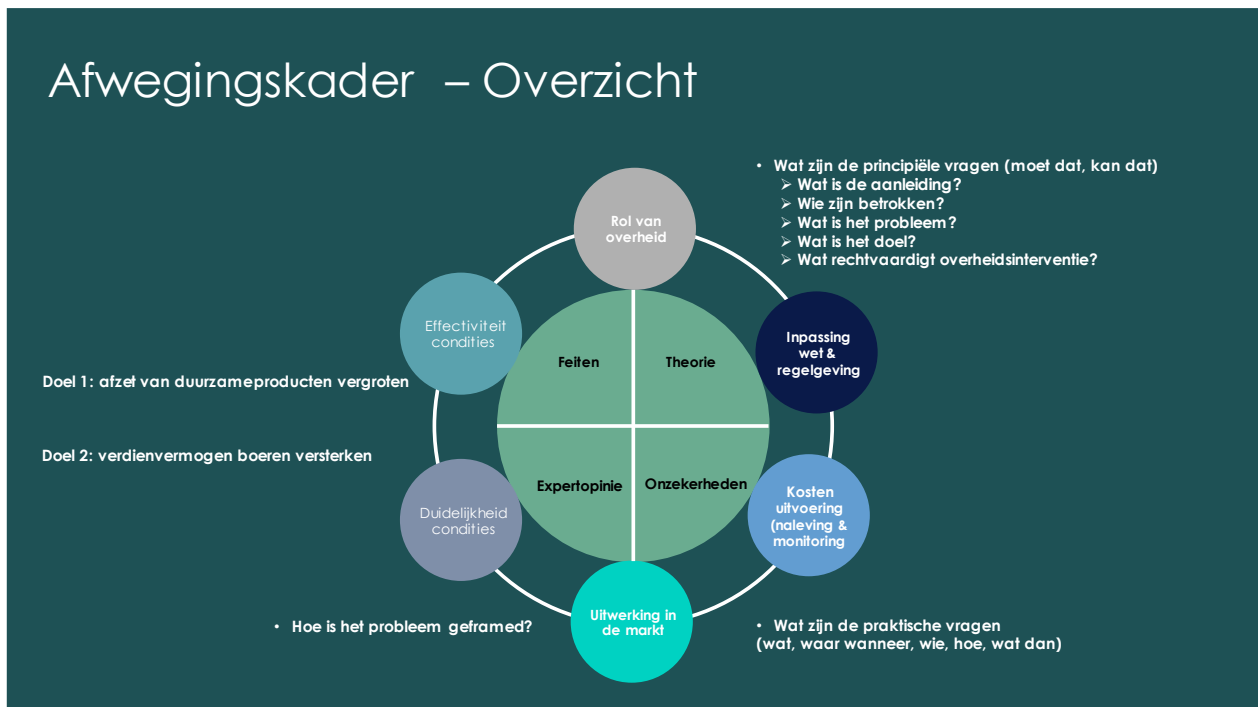 Afwegingskader – Overzicht
• Wat zijn de principiële vragen (moet dat, kan dat)
➢ Wat is de aanleiding?
➢ Wie zijn betrokken?
➢ Wat is het probleem?
➢ Wat is het doel?
➢ Wat rechtvaardigt overheidsinterventie?
Rol van
overheid
Effectiviteit
condities
Inpassing
wet &
regelgeving
Feiten
Theorie
Doel 1: afzet van duurzameproducten vergroten
Doel 2: verdienvermogen boeren versterken
Expertopinie
Onzekerheden
Duidelijkheid
condities
Kosten
uitvoering
(naleving &
monitoring
Uitwerking in
de markt
• Hoe is het probleem geframed?
• Wat zijn de praktische vragen
(wat, waar wanneer, wie, hoe, wat dan)